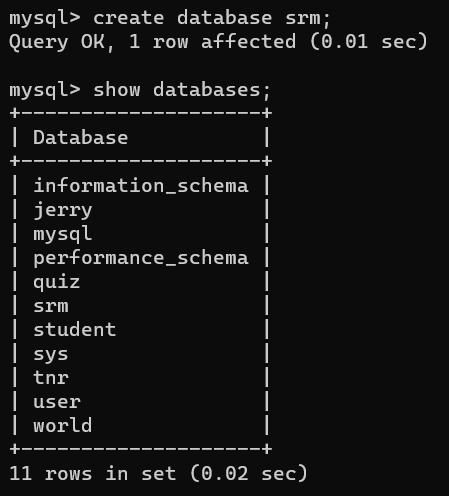 mysql> create database srm;
Query OK, 1 row affected (0.01 sec)

mysql> show databases;
+--------------------+
| Database           |
+--------------------+
| information_schema |
| jerry              |
| mysql              |
| performance_schema |
| quiz               |
| srm                |
| student            |
| sys                |
| tnr                |
| user               |
| world              |
+--------------------+
11 rows in set (0.02 sec)